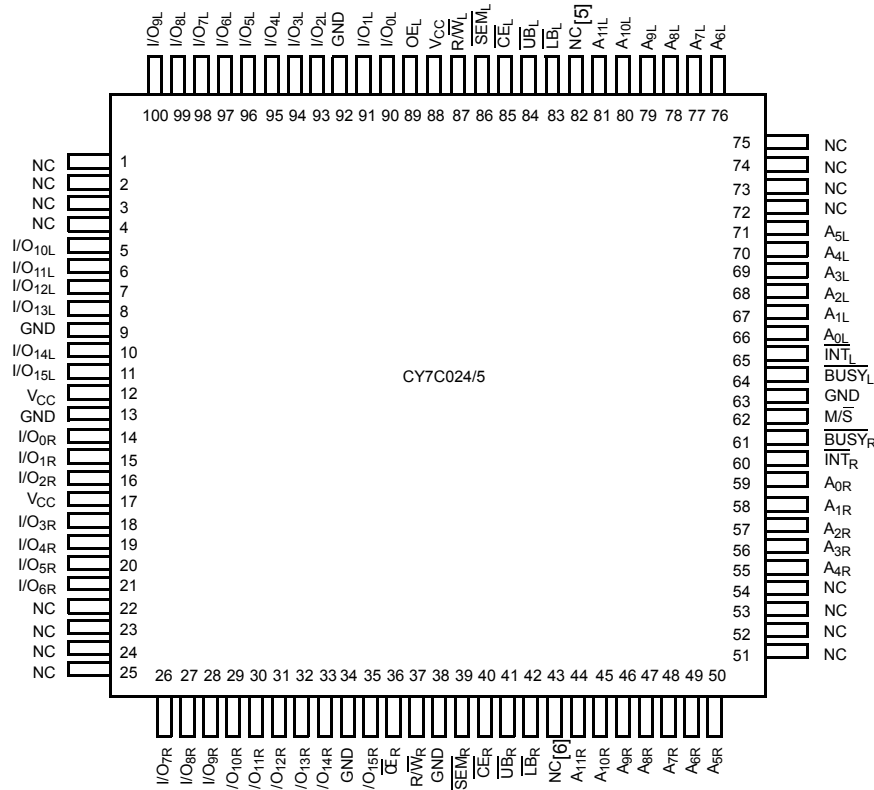 I/O9L I/O8L I/O7L I/O6L I/O5L I/O4L I/O3L I/O2L GND I/O1L I/O0L OEL VCC R/WL SEML CEL UBL LBL NC[5] A11L A10L A9L A8L A7L A6L
100 99 98 97 96 95 94 93 92 91 90 89 88 87 86 85 84 83 82 81 80 79 78 77 76
NC 1
NC 2
NC 3
NC 4
I/O10L 5
I/O11L 6
I/O12L 7
I/O13L 8
GND 9
I/O14L 10
I/O15L 11
VCC 12
GND 13
I/O0R 14
I/O1R 15
I/O2R 16
VCC 17
I/O3R 18
I/O4R 19
I/O5R 20
I/O6R 21
NC 22
NC 23
NC 24
NC 25
CY7C024/5
75 NC
74 NC
73 NC
72 NC
71 A5L
70 A4L
69 A3L
68 A2L
67 A1L
66 A0L
65 INTL
64 BUSYL
63 GND
62 M/S
61 BUSYR
60 INTR
59 A0R
58 A1R
57 A2R
56 A3R
55 A4R
54 NC
53 NC
52 NC
51 NC
26 27 28 29 30 31 32 33 34 35 36 37 38 39 40 41 42 43 44 45 46 47 48 49 50
I/O7R I/O8R I/O9R /O10R /O11R /O12R /O13R /O14R GND /O15R ŒR R/WR GND SEMR CER UBR LBR NC[6] A11R A10R A9R A8R A7R A6R A5R